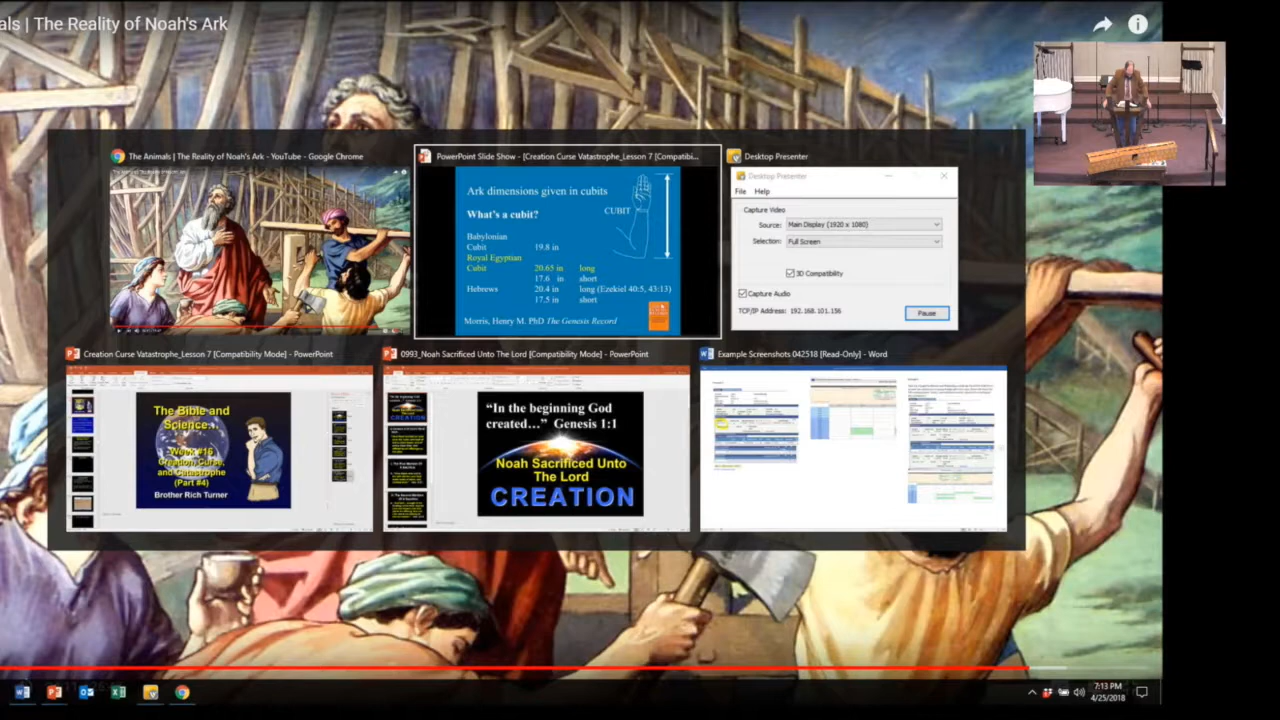 als | The Reality of Noah's Ark
The Animals | The Reality of Noah's Ark - YouTube - Google Chrome
PowerPoint Slide Show - [Creation Curse Vatastrophe_Lesson 7 [Compatibi...
Ark dimensions given in cubits
What's a cubit?
CUBIT
Babylonian
Cubit 19.8 in
Royal Egyptian
Cubit 20.65 in long
17.6 in short
Hebrews 20.4 in long (Ezekiel 40:5, 43:13)
17.5 in short
Morris, Henry M. PhD The Genesis Record
Desktop Presenter
Desktop Presenter
File Help
Capture Video
Source: Main Display (1920 x 1080)
Selection: Full Screen
3D Compatibility
Capture Audio
TCP/IP Address: 192.168.101.156
Pause
Creation Curse Vatastrophe_Lesson 7 [Compatibility Mode] - PowerPoint
The Bible and
Science...
Week #16
Creation, Curse,
and Catastrophe
(Part #4)
Brother Rich Turner
0993_Noah Sacrificed Unto The Lord [Compatibility Mode] - PowerPoint
"In the beginning God
created..." Genesis 1:1
Noah Sacrificed Unto
The Lord
CREATION
Example Screenshots 042518 [Read-Only] - Word
7:13 PM
4/25/2018